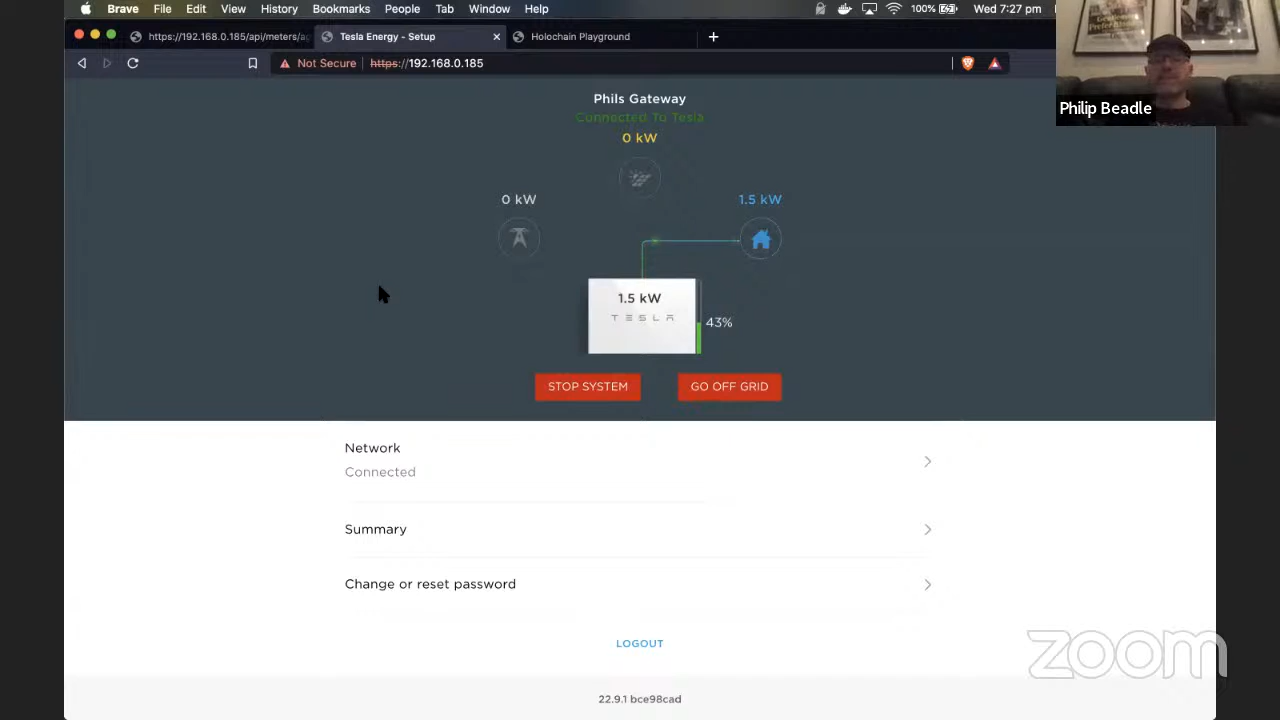 Brave File Edit View History Bookmarks People Tab Window Help 100% Wed 7:27 pm
https://192.168.0.185/api/meters/a
Tesla Energy - Setup
Holochain Playground
Not Secure https://192.168.0.185
Philip Beadle
Phils Gateway
Connected To Tesla
0 kW
0 kW
1.5 kW
1.5 kW
TESLA
43%
STOP SYSTEM
GO OFF GRID
Network
Connected
Summary
Change or reset password
LOGOUT
zoom
22.9.1 bce98cad